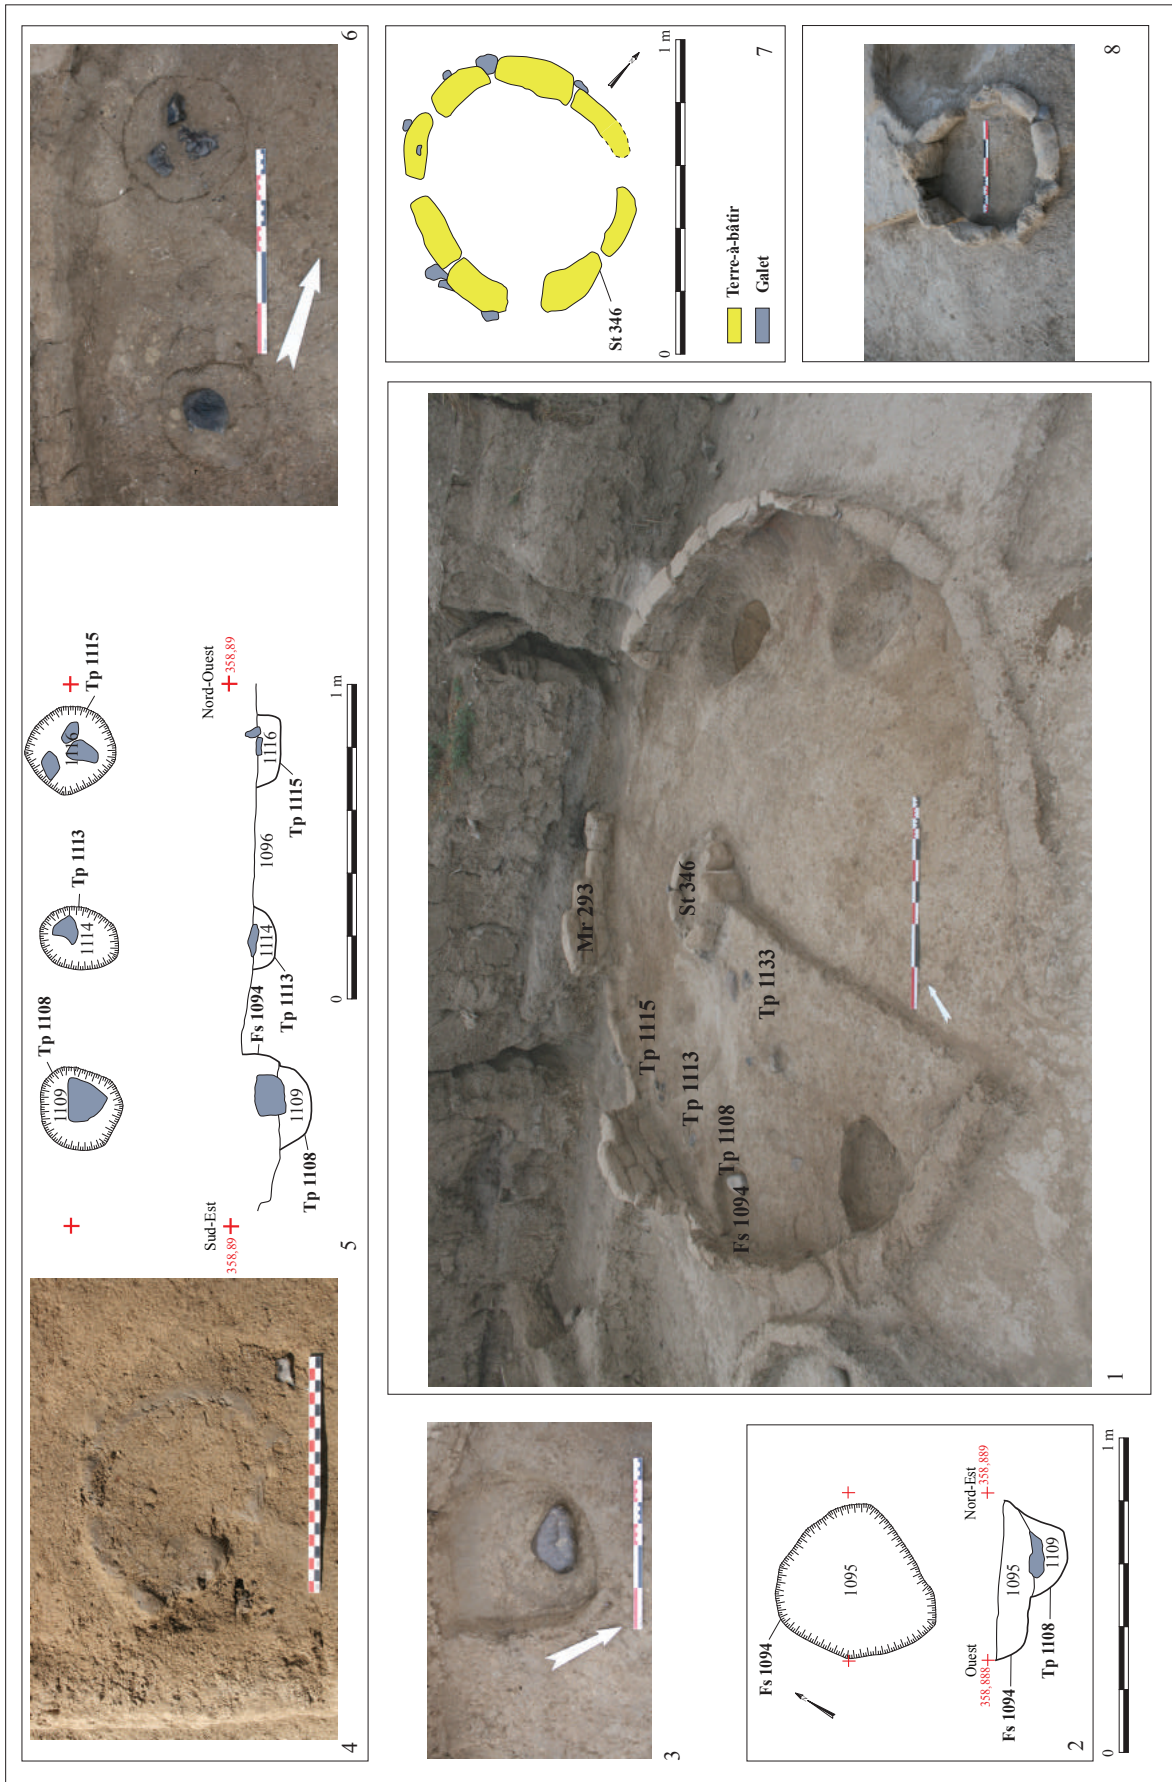 4
5
6
Tp 1108
1109
Tp 1113
1114
Tp 1115
1116
Sud-Est
358,89
Nord-Ouest
358,89
Fs 1094
1109
Tp 1108
1114
Tp 1113
1096
1116
Tp 1115
0
1 m
7
St 346
0
1 m
Terre-à-bâtir
Galet
8
3
1
Mr 293
St 346
Tp 1133
Tp 1115
Tp 1113
Tp 1108
Fs 1094
2
Fs 1094
1095
Ouest
358,888
Nord-Est
358,889
Fs 1094
1095
1109
Tp 1108
0
1 m